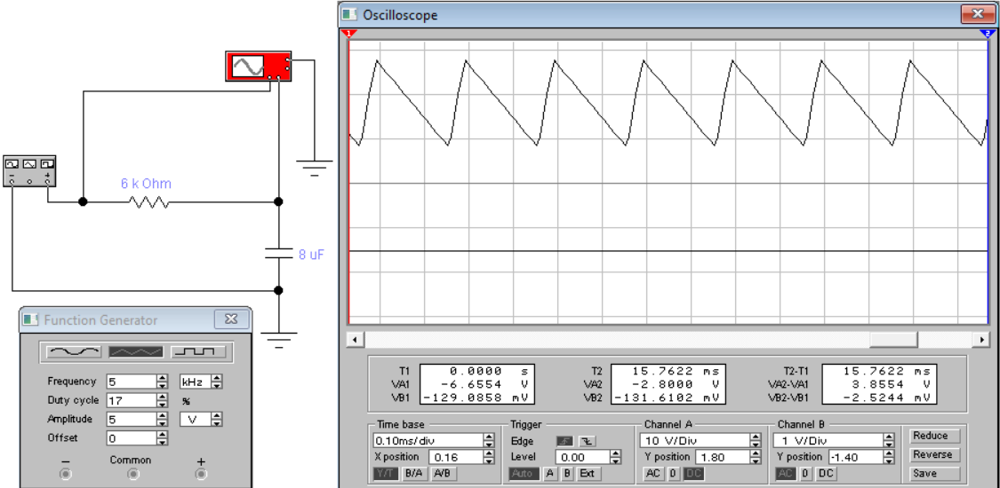 Oscilloscope
1
2
6 k Ohm
8 uF
Function Generator
Frequency 5 kHz
Duty cycle 17 %
Amplitude 5 V
Offset 0
- Common +
T1 0.0000 s
VA1 -6.6554 V
VB1 -129.0858 mV
T2 15.7622 ms
VA2 -2.8000 V
VB2 -131.6102 mV
T2-T1 15.7622 ms
VA2-VA1 3.8554 V
VB2-VB1 -2.5244 mV
Time base
0.10ms/div
X position 0.16
Y/T B/A A/B
Trigger
Edge
Level 0.00
Auto A B Ext
Channel A
10 V/Div
Y position 1.80
AC 0 DC
Channel B
1 V/Div
Y position -1.40
AC 0 DC
Reduce
Reverse
Save